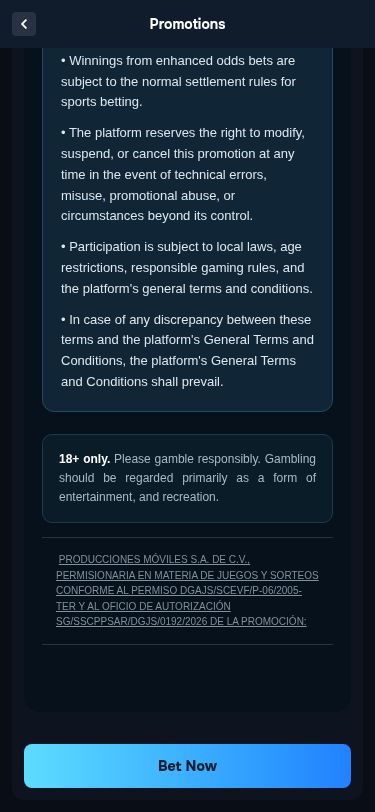 Promotions
• Winnings from enhanced odds bets are
subject to the normal settlement rules for
sports betting.
• The platform reserves the right to modify,
suspend, or cancel this promotion at any
time in the event of technical errors,
misuse, promotional abuse, or
circumstances beyond its control.
• Participation is subject to local laws, age
restrictions, responsible gaming rules, and
the platform's general terms and conditions.
• In case of any discrepancy between these
terms and the platform's General Terms and
Conditions, the platform's General Terms
and Conditions shall prevail.
18+ only. Please gamble responsibly. Gambling
should be regarded primarily as a form of
entertainment, and recreation.
PRODUCCIONES MÓVILES S.A. DE C.V.,
PERMISIONARIA EN MATERIA DE JUEGOS Y SORTEOS
CONFORME AL PERMISO DGAJS/SCEVF/P-06/2005-
TER Y AL OFICIO DE AUTORIZACIÓN
SG/SSCPPSAR/DGJS/0192/2026 DE LA PROMOCIÓN:
Bet Now